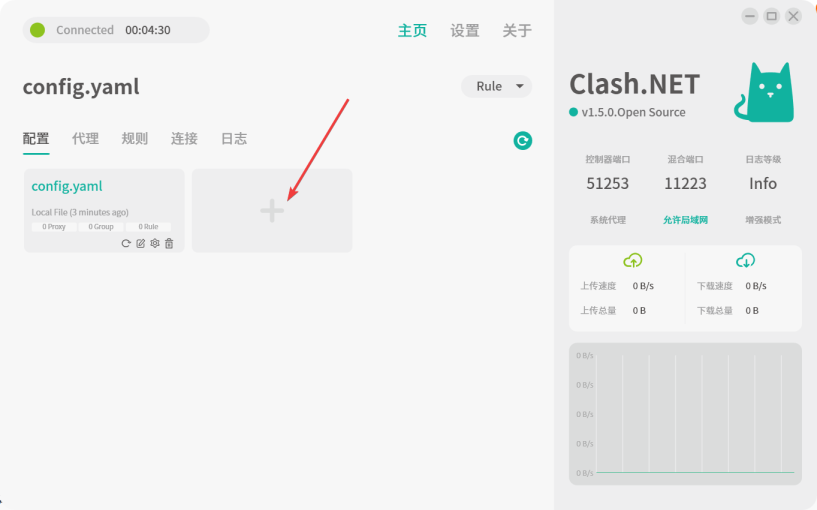 Connected 00:04:30
主页 设置 关于
config.yaml
Rule
配置 代理 规则 连接 日志
config.yaml
Local File (3 minutes ago)
0 Proxy 0 Group 0 Rule
Clash.NET
v1.5.0.Open Source
控制器端口 混合端口 日志等级
51253 11223 Info
系统代理 允许局域网 增强模式
上传速度 0 B/s 下载速度 0 B/s
上传总量 0 B 下载总量 0 B
0 B/s
0 B/s
0 B/s
0 B/s
0 B/s